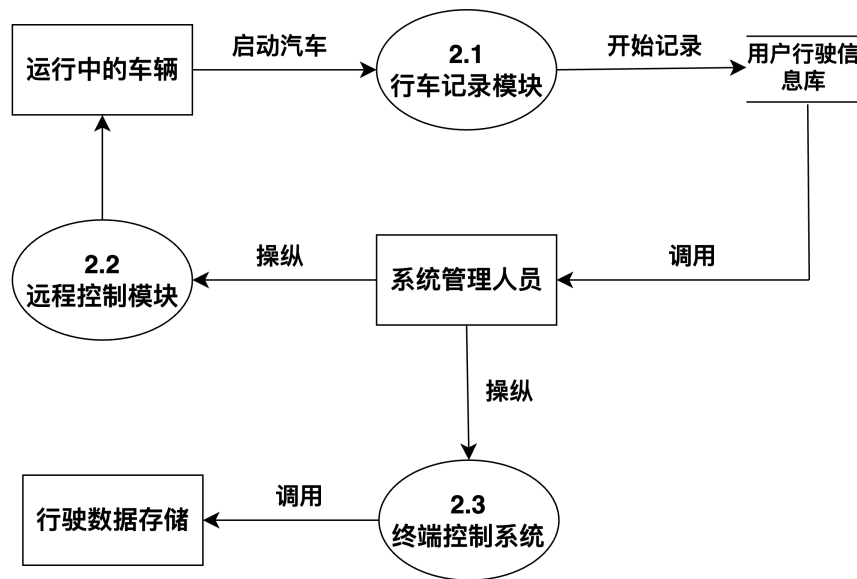 启动汽车
开始记录
运行中的车辆
2.1
行车记录模块
用户行驶信
息库
操纵
调用
2.2
远程控制模块
系统管理人员
操纵
行驶数据存储
调用
2.3
终端控制系统